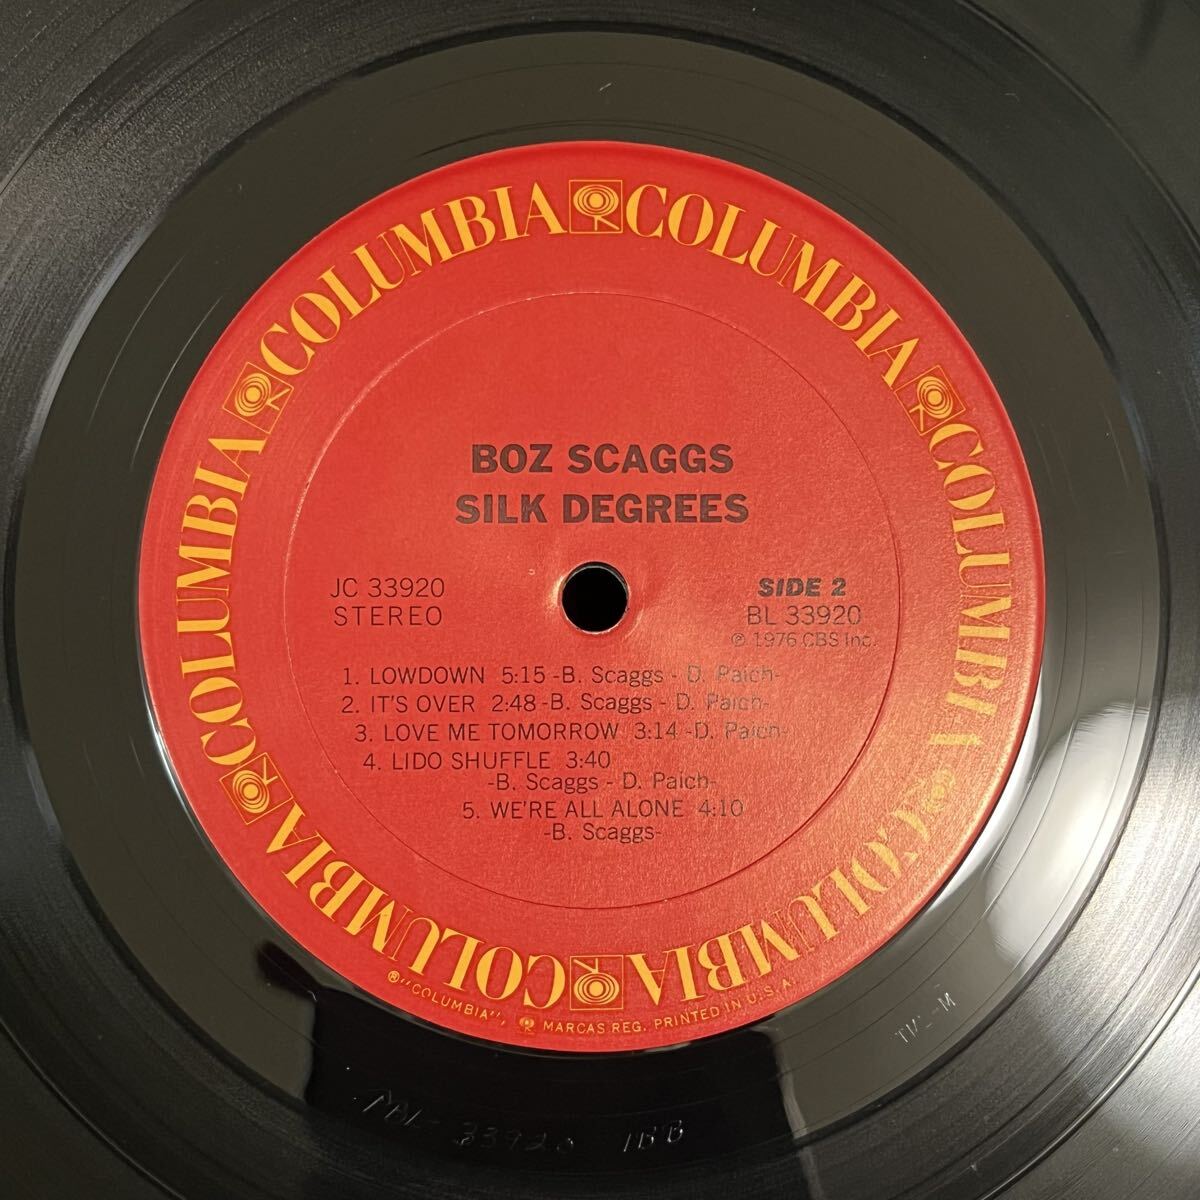 COLUMBIA COLUMBIA COLUMBIA COLUMBIA COLUMBIA COLUMBIA
BOZ SCAGGS
SILK DEGREES
JC 33920
STEREO
SIDE 2
BL 33920
℗ 1976 CBS Inc.
1. LOWDOWN 5:15 -B. Scaggs - D. Paich-
2. IT'S OVER 2:48 -B. Scaggs - D. Paich-
3. LOVE ME TOMORROW 3:14 -D. Paich-
4. LIDO SHUFFLE 3:40
-B. Scaggs - D. Paich-
5. WE'RE ALL ALONE 4:10
-B. Scaggs-
®"COLUMBIA", MARCAS REG. PRINTED IN U.S.A.
33920 1BB